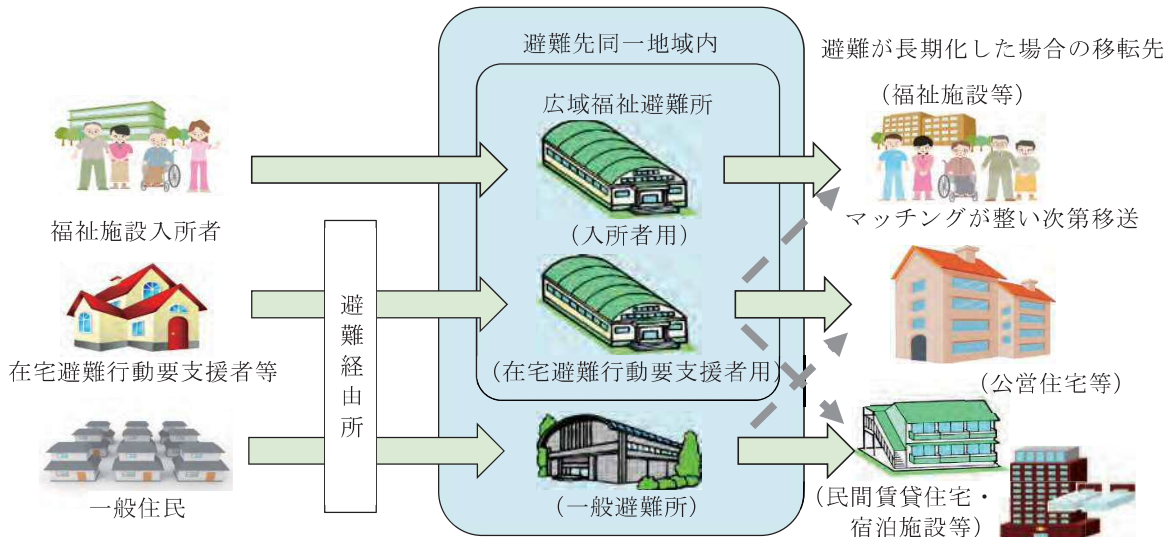 避難先同一地域内
避難が長期化した場合の移転先
広域福祉避難所
（福祉施設等）
福祉施設入所者
（入所者用）
マッチングが整い次第移送
避難経由所
在宅避難行動要支援者等
（在宅避難行動要支援者用）
（公営住宅等）
一般住民
（一般避難所）
（民間賃貸住宅・
宿泊施設等）